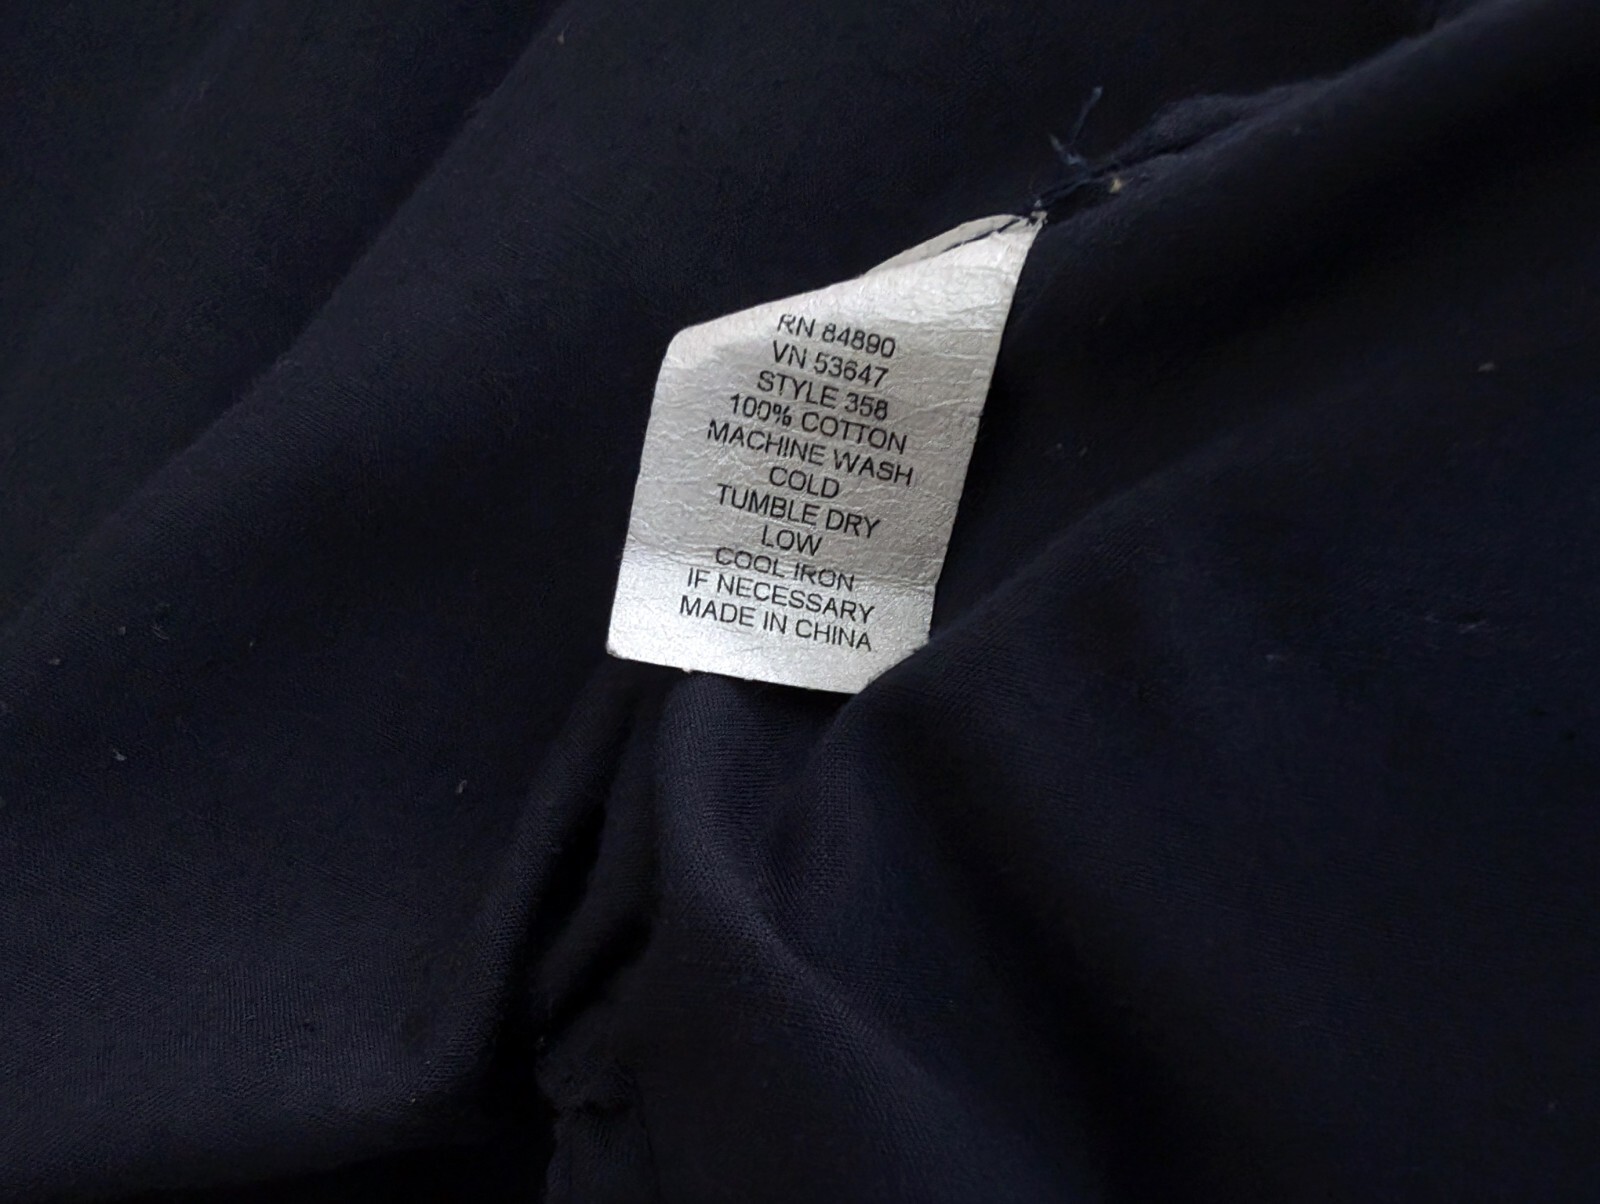 RN 84890
VN 53647
STYLE 358
100% COTTON
MACHINE WASH
COLD
TUMBLE DRY
LOW
COOL IRON
IF NECESSARY
MADE IN CHINA